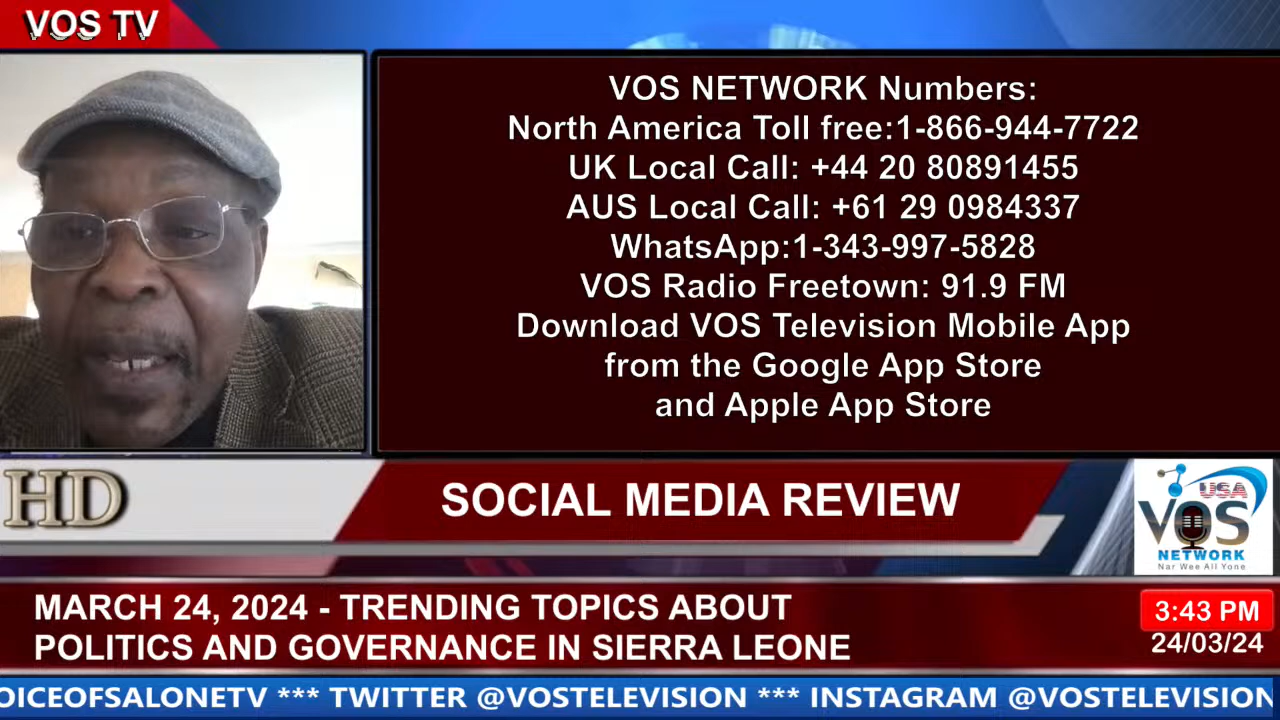 VOS TV
VOS NETWORK Numbers:
North America Toll free:1-866-944-7722
UK Local Call: +44 20 80891455
AUS Local Call: +61 29 0984337
WhatsApp:1-343-997-5828
VOS Radio Freetown: 91.9 FM
Download VOS Television Mobile App
from the Google App Store
and Apple App Store
HD
SOCIAL MEDIA REVIEW
USA
VOS
NETWORK
Nar Wee All Yone
MARCH 24, 2024 - TRENDING TOPICS ABOUT
POLITICS AND GOVERNANCE IN SIERRA LEONE
3:43 PM
24/03/24
OICEOFSALONETV *** TWITTER @VOSTELEVISION *** INSTAGRAM @VOSTELEVISION